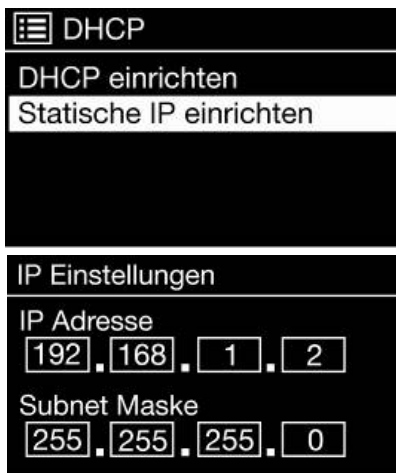 DHCP
DHCP einrichten
Statische IP einrichten
IP Einstellungen
IP Adresse
192.168.1.2
Subnet Maske
255.255.255.0